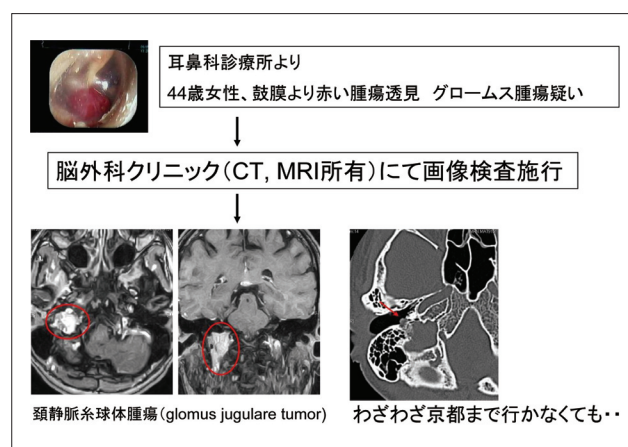 耳鼻科診療所より
44歳女性、鼓膜より赤い腫瘍透見　グロームス腫瘍疑い
脳外科クリニック（CT, MRI所有）にて画像検査施行
頚静脈糸球体腫瘍（glomus jugulare tumor）
わざわざ京都まで行かなくても・・